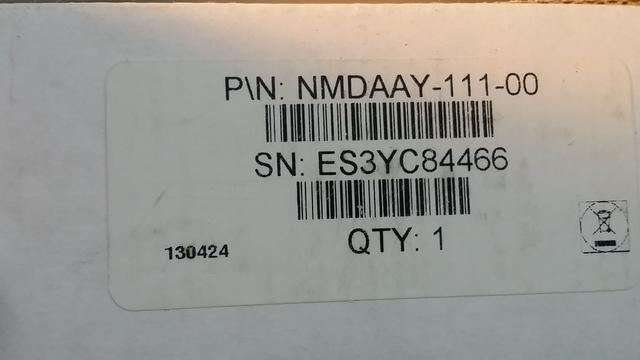 P\N: NMDAAY-111-00
SN: ES3YC84466
QTY: 1
130424